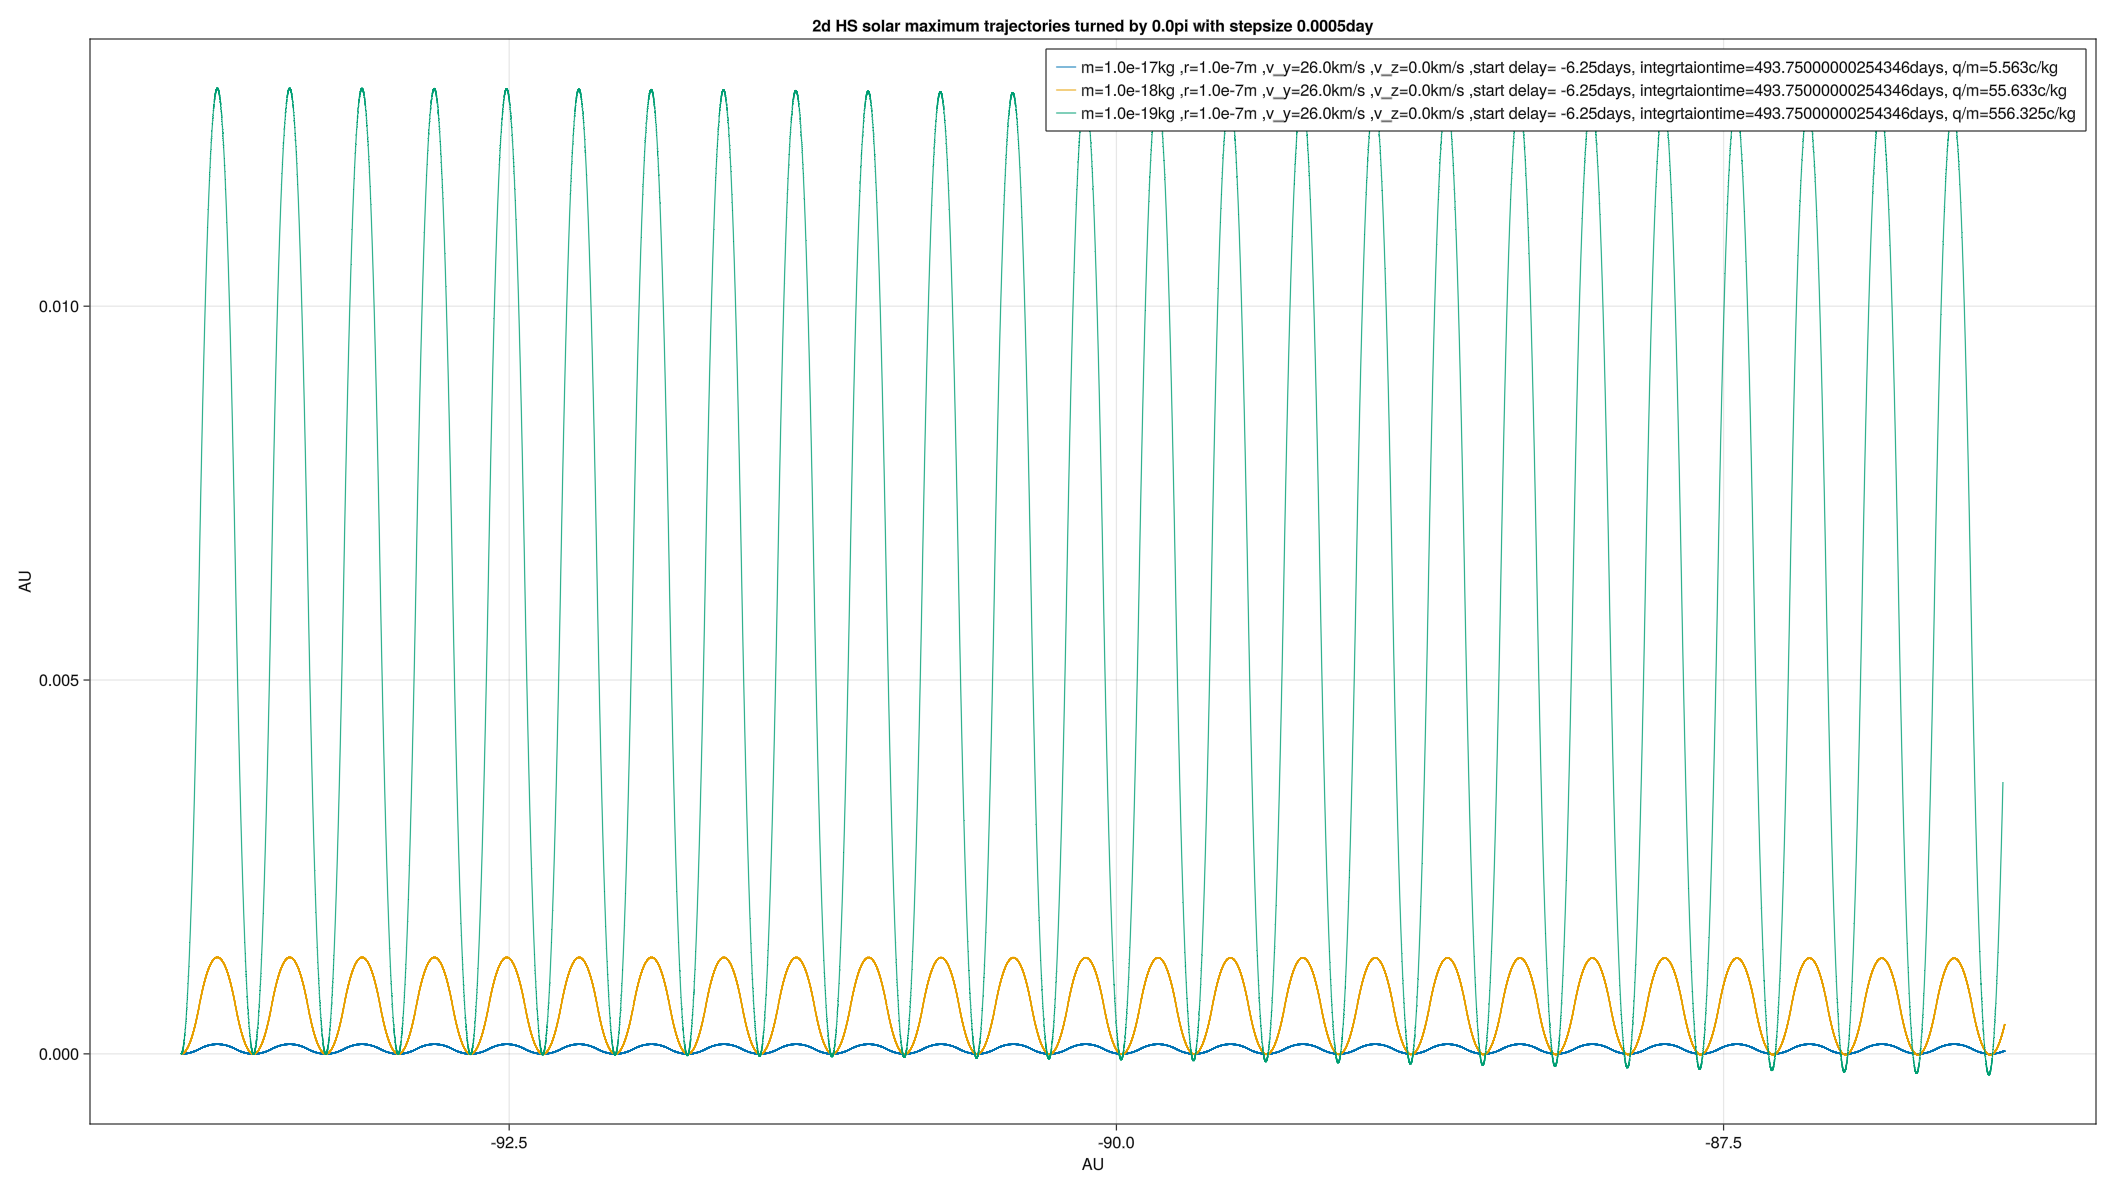 2d HS solar maximum trajectories turned by 0.0pi with stepsize 0.0005day
m=1.0e-17kg ,r=1.0e-7m ,v_y=26.0km/s ,v_z=0.0km/s ,start delay= -6.25days, integrtaiontime=493.75000000254346days, q/m=5.563c/kg
m=1.0e-18kg ,r=1.0e-7m ,v_y=26.0km/s ,v_z=0.0km/s ,start delay= -6.25days, integrtaiontime=493.75000000254346days, q/m=55.633c/kg
m=1.0e-19kg ,r=1.0e-7m ,v_y=26.0km/s ,v_z=0.0km/s ,start delay= -6.25days, integrtaiontime=493.75000000254346days, q/m=556.325c/kg
0.010
0.005
0.000
AU
-92.5
-90.0
-87.5
AU